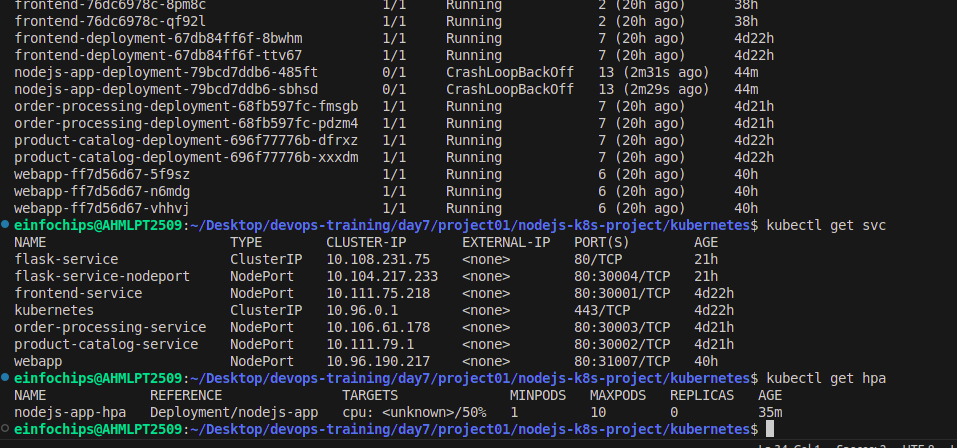 frontend-76dc6978c-8pm8c 1/1 Running 2 (20h ago) 38h
frontend-76dc6978c-qf92l 1/1 Running 2 (20h ago) 38h
frontend-deployment-67db84ff6f-8bwhm 1/1 Running 7 (20h ago) 4d22h
frontend-deployment-67db84ff6f-ttv67 1/1 Running 7 (20h ago) 4d22h
nodejs-app-deployment-79bcd7ddb6-485ft 0/1 CrashLoopBackOff 13 (2m31s ago) 44m
nodejs-app-deployment-79bcd7ddb6-sbhsd 0/1 CrashLoopBackOff 13 (2m29s ago) 44m
order-processing-deployment-68fb597fc-fmsgb 1/1 Running 7 (20h ago) 4d21h
order-processing-deployment-68fb597fc-pdzm4 1/1 Running 7 (20h ago) 4d21h
product-catalog-deployment-696f77776b-dfrxz 1/1 Running 7 (20h ago) 4d22h
product-catalog-deployment-696f77776b-xxxdm 1/1 Running 7 (20h ago) 4d22h
webapp-ff7d56d67-5f9sz 1/1 Running 6 (20h ago) 40h
webapp-ff7d56d67-n6mdg 1/1 Running 6 (20h ago) 40h
webapp-ff7d56d67-vhhvj 1/1 Running 6 (20h ago) 40h
einfochips@AHMLPT2509:~/Desktop/devops-training/day7/project01/nodejs-k8s-project/kubernetes$ kubectl get svc
NAME TYPE CLUSTER-IP EXTERNAL-IP PORT(S) AGE
flask-service ClusterIP 10.108.231.75 <none> 80/TCP 21h
flask-service-nodeport NodePort 10.104.217.233 <none> 80:30004/TCP 21h
frontend-service NodePort 10.111.75.218 <none> 80:30001/TCP 4d22h
kubernetes ClusterIP 10.96.0.1 <none> 443/TCP 4d22h
order-processing-service NodePort 10.106.61.178 <none> 80:30003/TCP 4d21h
product-catalog-service NodePort 10.111.79.1 <none> 80:30002/TCP 4d21h
webapp NodePort 10.96.190.217 <none> 80:31007/TCP 40h
einfochips@AHMLPT2509:~/Desktop/devops-training/day7/project01/nodejs-k8s-project/kubernetes$ kubectl get hpa
NAME REFERENCE TARGETS MINPODS MAXPODS REPLICAS AGE
nodejs-app-hpa Deployment/nodejs-app cpu: <unknown>/50% 1 10 0 35m
einfochips@AHMLPT2509:~/Desktop/devops-training/day7/project01/nodejs-k8s-project/kubernetes$